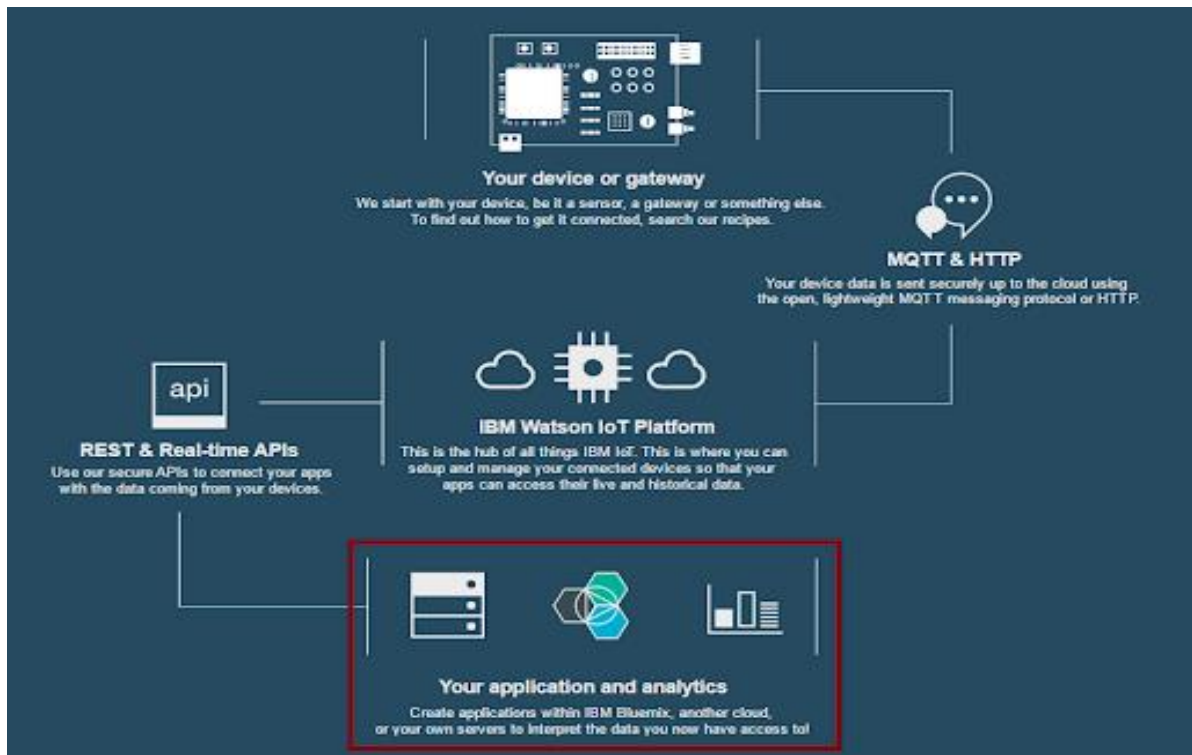 Your device or gateway
We start with your device, be it a sensor, a gateway or something else.
To find out how to get it connected, search our recipes.
MQTT & HTTP
Your device data is sent securely up to the cloud using
the open, lightweight MQTT messaging protocol or HTTP.
api
REST & Real-time APIs
Use our secure APIs to connect your apps
with the data coming from your devices.
IBM Watson IoT Platform
This is the hub of all things IBM IoT. This is where you can
setup and manage your connected devices so that your
apps can access their live and historical data.
Your application and analytics
Create applications within IBM Bluemix, another cloud,
or your own servers to interpret the data you now have access to!